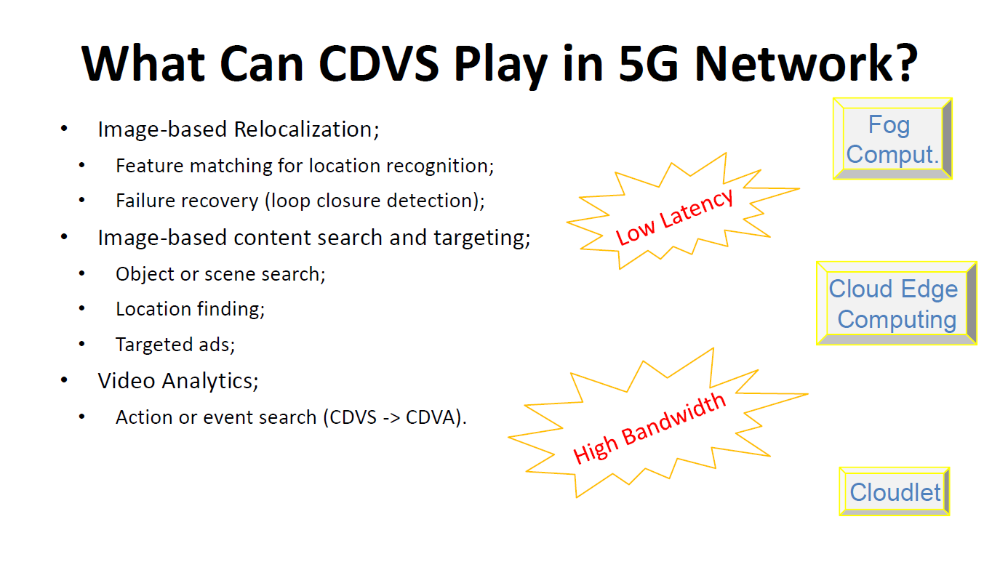 What Can CDVS Play in 5G Network?
• Image-based Relocalization;
• Feature matching for location recognition;
• Failure recovery (loop closure detection);
• Image-based content search and targeting;
• Object or scene search;
• Location finding;
• Targeted ads;
• Video Analytics;
• Action or event search (CDVS -> CDVA).
Low Latency
High Bandwidth
Fog
Comput.
Cloud Edge
Computing
Cloudlet